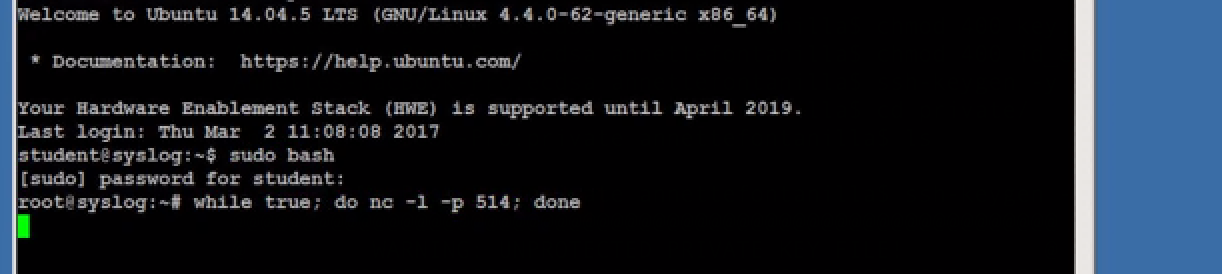 Welcome to Ubuntu 14.04.5 LTS (GNU/Linux 4.4.0-62-generic x86_64)
* Documentation:  https://help.ubuntu.com/
Your Hardware Enablement Stack (HWE) is supported until April 2019.
Last login: Thu Mar  2 11:08:08 2017
student@syslog:~$ sudo bash
[sudo] password for student:
root@syslog:~# while true; do nc -l -p 514; done